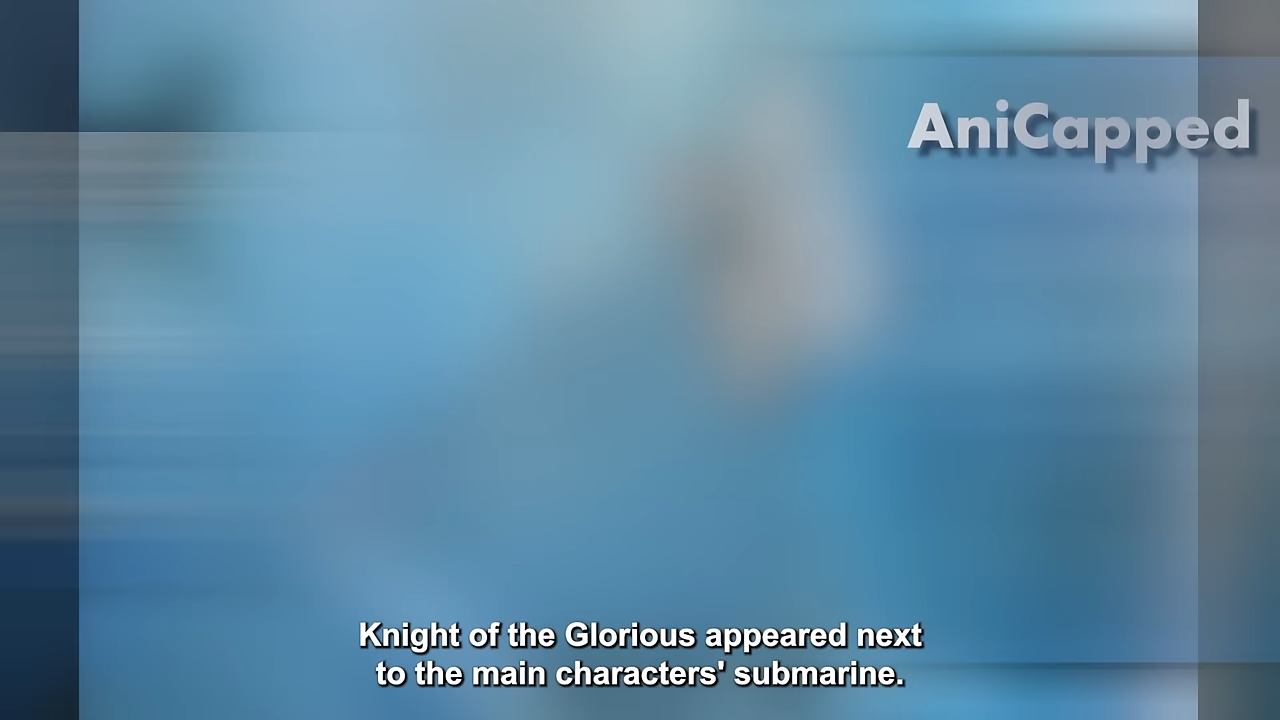 AniCapped
Knight of the Glorious appeared next
to the main characters' submarine.